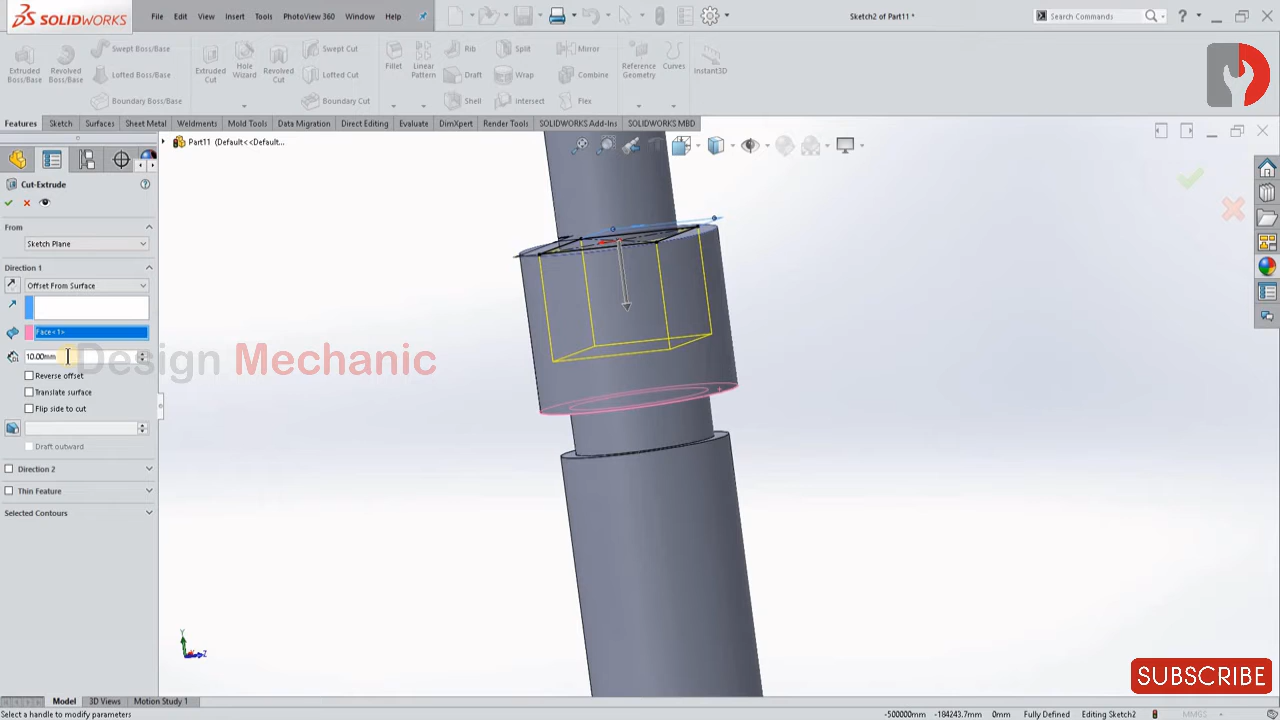 SOLIDWORKS
File Edit View Insert Tools PhotoView 360 Window Help
Sketch2 of Part11 *
Search Commands
Extruded Boss/Base
Revolved Boss/Base
Swept Boss/Base
Lofted Boss/Base
Boundary Boss/Base
Extruded Cut
Hole Wizard
Revolved Cut
Swept Cut
Lofted Cut
Boundary Cut
Fillet
Linear Pattern
Rib
Draft
Shell
Split
Wrap
Intersect
Mirror
Combine
Flex
Reference Geometry
Curves
Instant3D
Features Sketch Surfaces Sheet Metal Weldments Mold Tools Data Migration Direct Editing Evaluate DimXpert Render Tools SOLIDWORKS Add-Ins SOLIDWORKS MBD
Part11 (Default<<Default...
Cut-Extrude
From
Sketch Plane
Direction 1
Offset From Surface
Face<1>
10.00mm
Design Mechanic
Reverse offset
Translate surface
Flip side to cut
Draft outward
Direction 2
Thin Feature
Selected Contours
Y
Z
SUBSCRIBE
Model 3D Views Motion Study 1
Select a handle to modify parameters
-500000mm -184243.7mm 0mm Fully Defined Editing Sketch2 MMGS